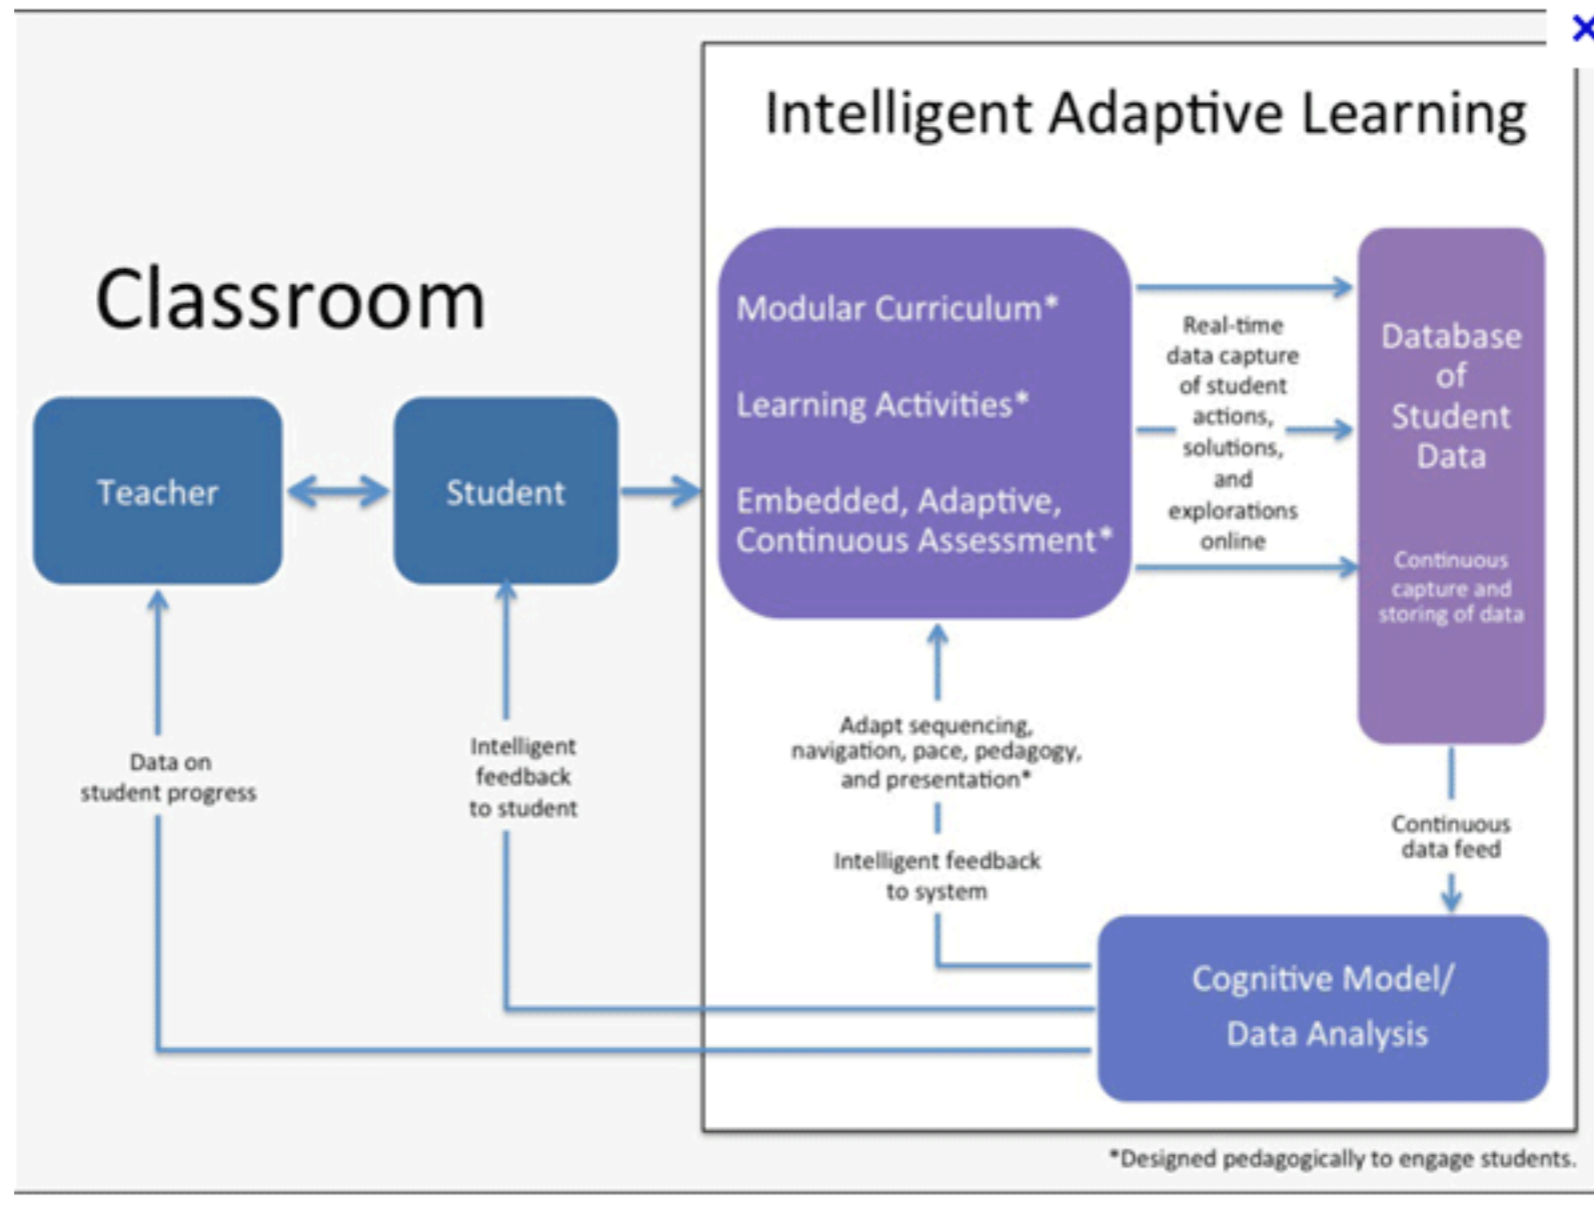 Intelligent Adaptive Learning
Classroom
Teacher
Student
Modular Curriculum*
Learning Activities*
Embedded, Adaptive,
Continuous Assessment*
Real-time
data capture
of student
actions,
solutions,
and
explorations
online
Database
of
Student
Data
Continuous
capture and
storing of data
Data on
student progress
Intelligent
feedback
to student
Adapt sequencing,
navigation, pace, pedagogy,
and presentation*
Intelligent feedback
to system
Continuous
data feed
Cognitive Model/
Data Analysis
*Designed pedagogically to engage students.